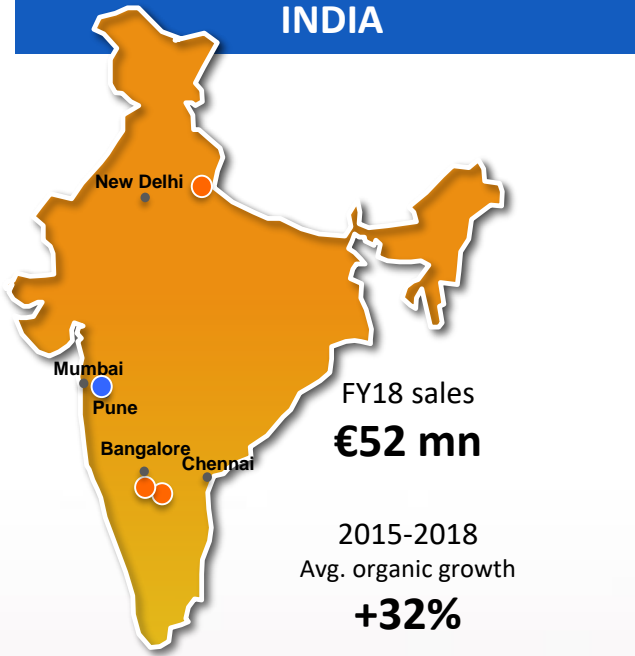 INDIA
New Delhi
Mumbai
Pune
Bangalore
Chennai
FY18 sales
€52 mn
2015-2018
Avg. organic growth
+32%